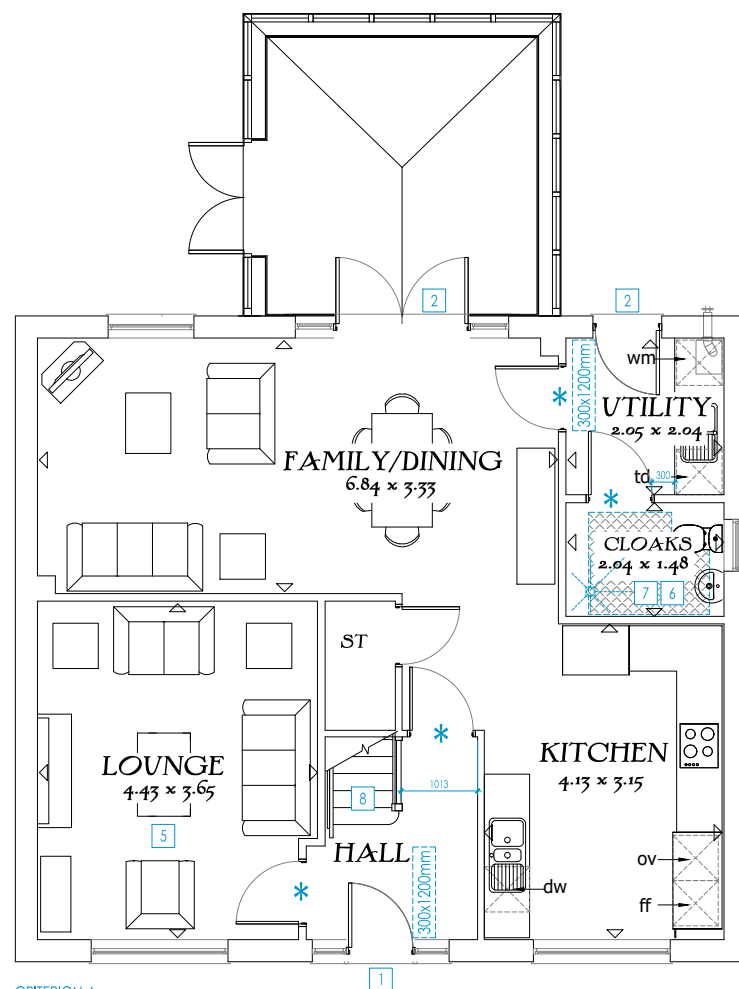 2
2
wm
300x1200mm
*
UTILITY
2.05 x 2.04
FAMILY/DINING
6.84 x 3.33
td
300
*
CLOAKS
2.04 x 1.48
7
6
ST
*
LOUNGE
4.43 x 3.65
KITCHEN
4.13 x 3.15
1013
8
5
HALL
300x1200mm
*
ov
dw
ff
1